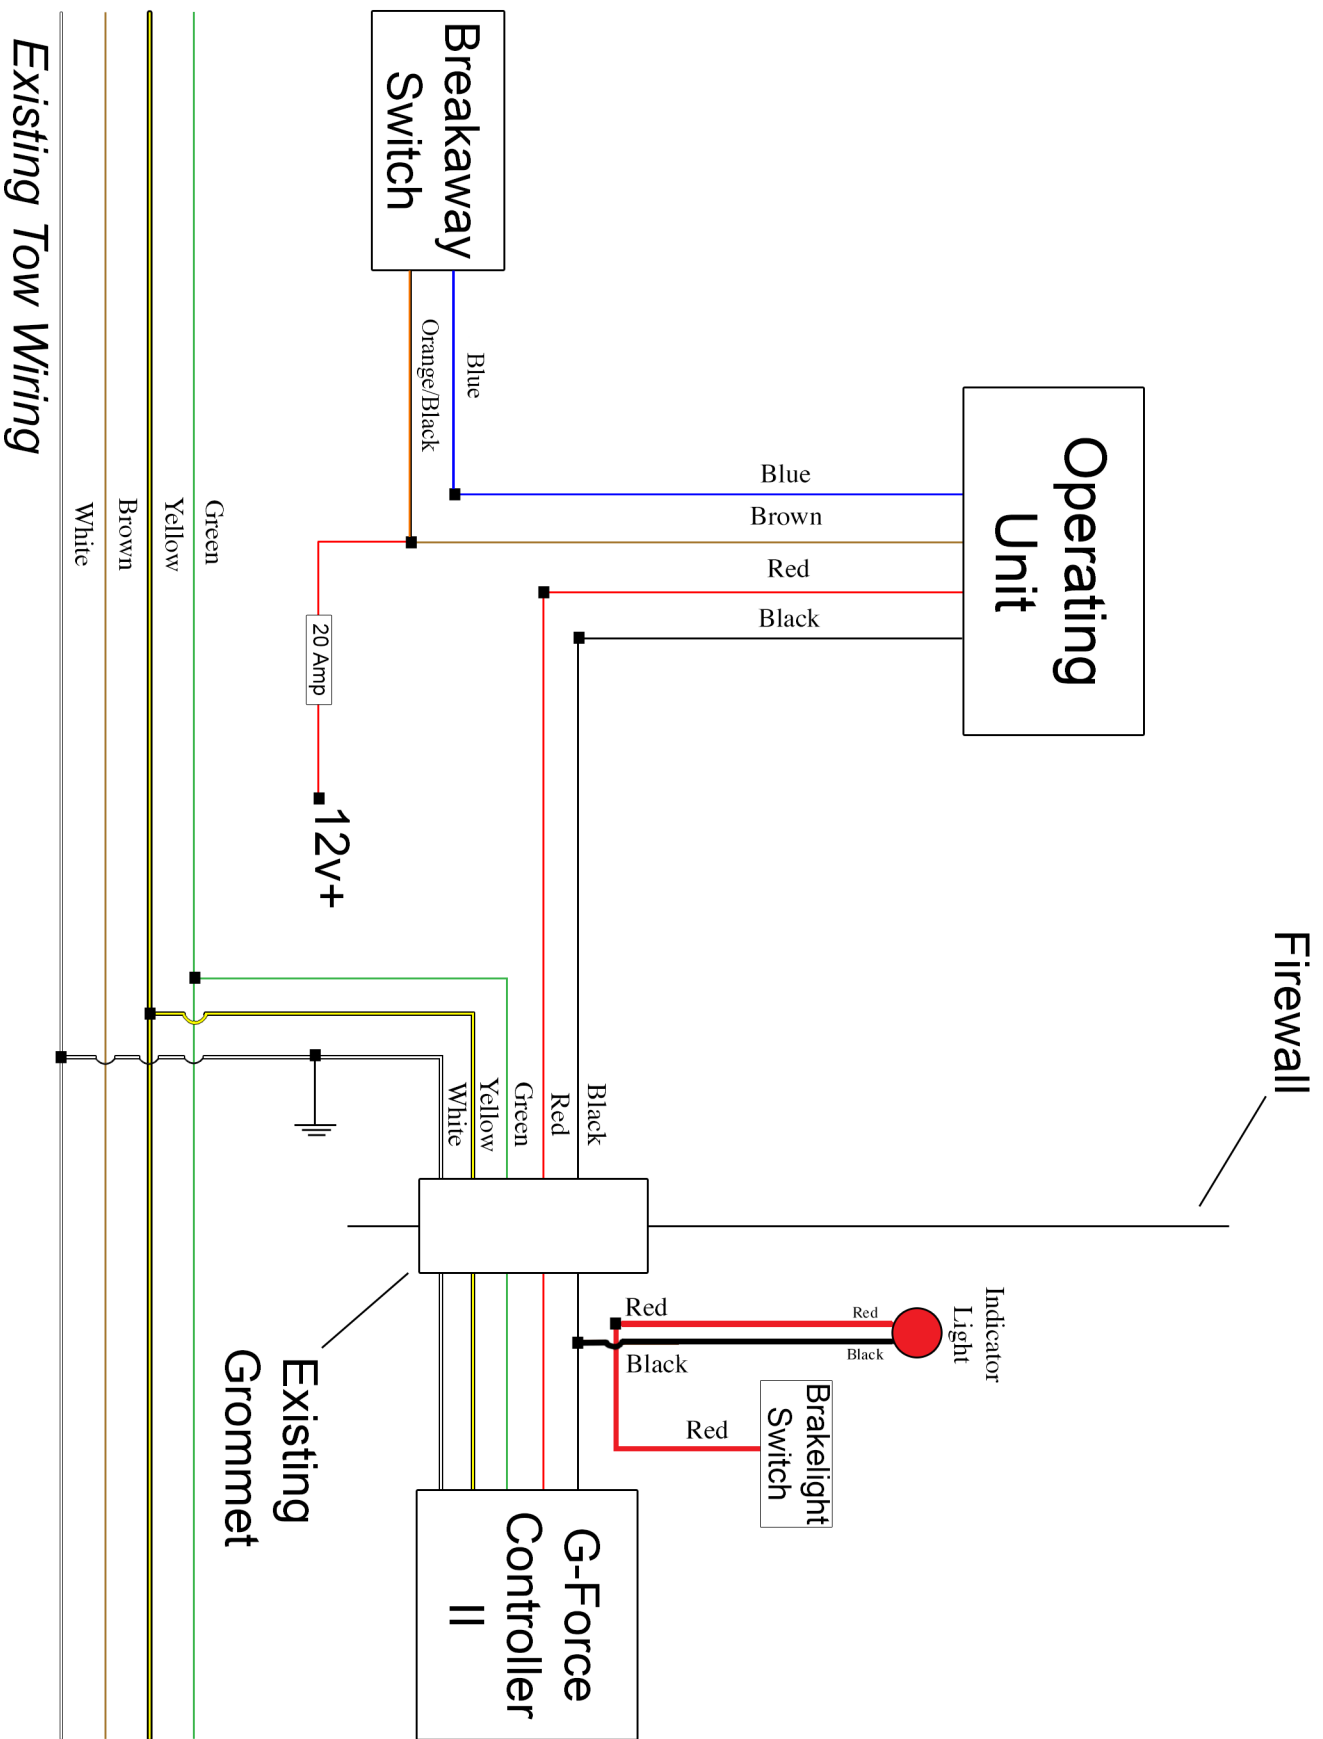 Breakaway
Switch
Blue
Orange/Black
Operating
Unit
Blue
Brown
Red
Black
20 Amp
12v+
Existing Tow Wiring
Green
Yellow
Brown
White
Firewall
Black
Red
Green
Yellow
White
Existing
Grommet
Indicator
Light
Red
Black
Red
Black
Red
Brakelight
Switch
G-Force
Controller
II